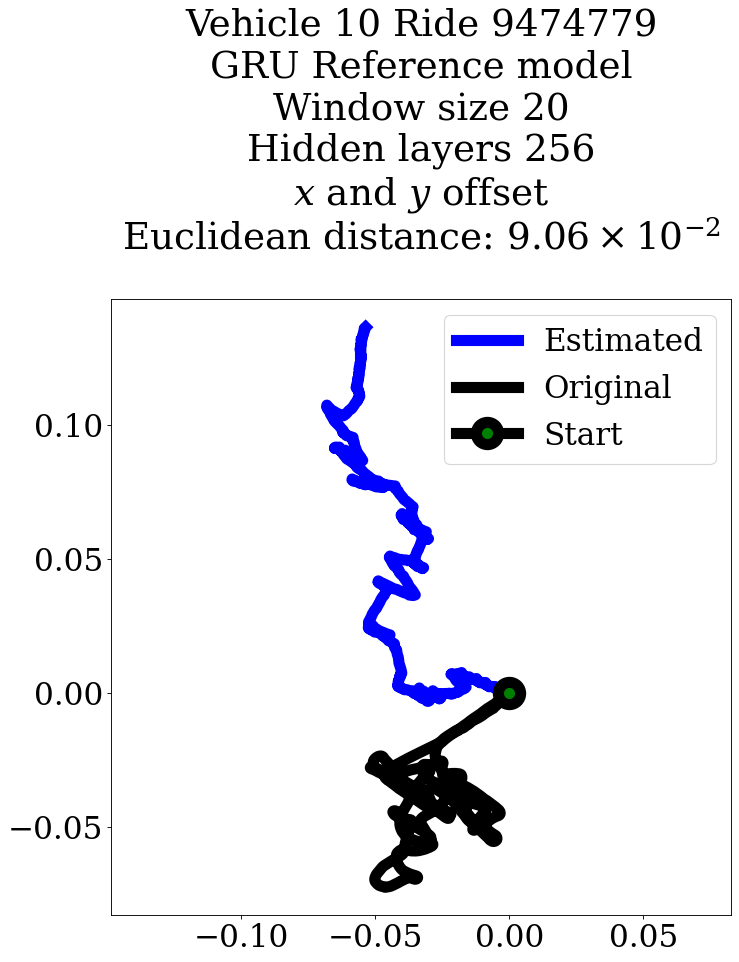 Vehicle 10 Ride 9474779
GRU Reference model
Window size 20
Hidden layers 256
x and y offset
Euclidean distance: 9.06 × 10⁻²
Estimated
Original
Start
0.10
0.05
0.00
−0.05
−0.10 −0.05 0.00 0.05